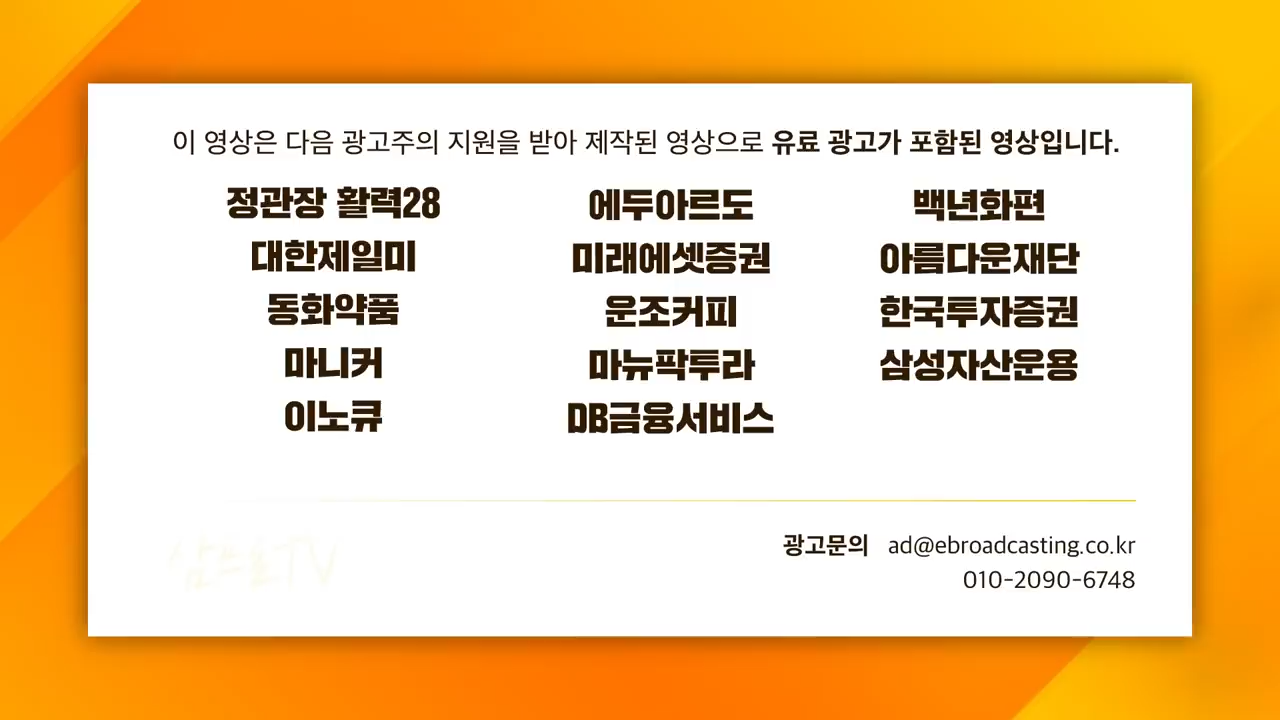 이 영상은 다음 광고주의 지원을 받아 제작된 영상으로 유료 광고가 포함된 영상입니다.
정관장 활력28 에두아르도 백년화편
대한제일미 미래에셋증권 아름다운재단
동화약품 운조커피 한국투자증권
마니커 마뉴팍투라 삼성자산운용
이노큐 DB금융서비스
삼프로TV
광고문의 ad@ebroadcasting.co.kr
010-2090-6748